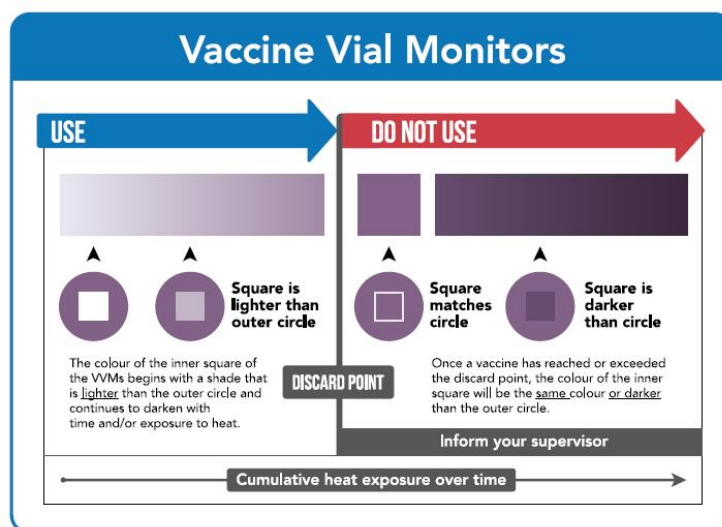 Vaccine Vial Monitors
USE
DO NOT USE
Square is
lighter than
outer circle
Square
matches
circle
Square is
darker
than circle
The colour of the inner square of
the VVMs begins with a shade that
is lighter than the outer circle and
continues to darken with
time and/or exposure to heat.
DISCARD POINT
Once a vaccine has reached or exceeded
the discard point, the colour of the inner
square will be the same colour or darker
than the outer circle.
Inform your supervisor
Cumulative heat exposure over time